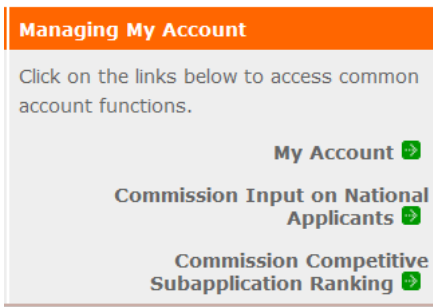 Managing My Account
Click on the links below to access common
account functions.
My Account
Commission Input on National
Applicants
Commission Competitive
Subapplication Ranking